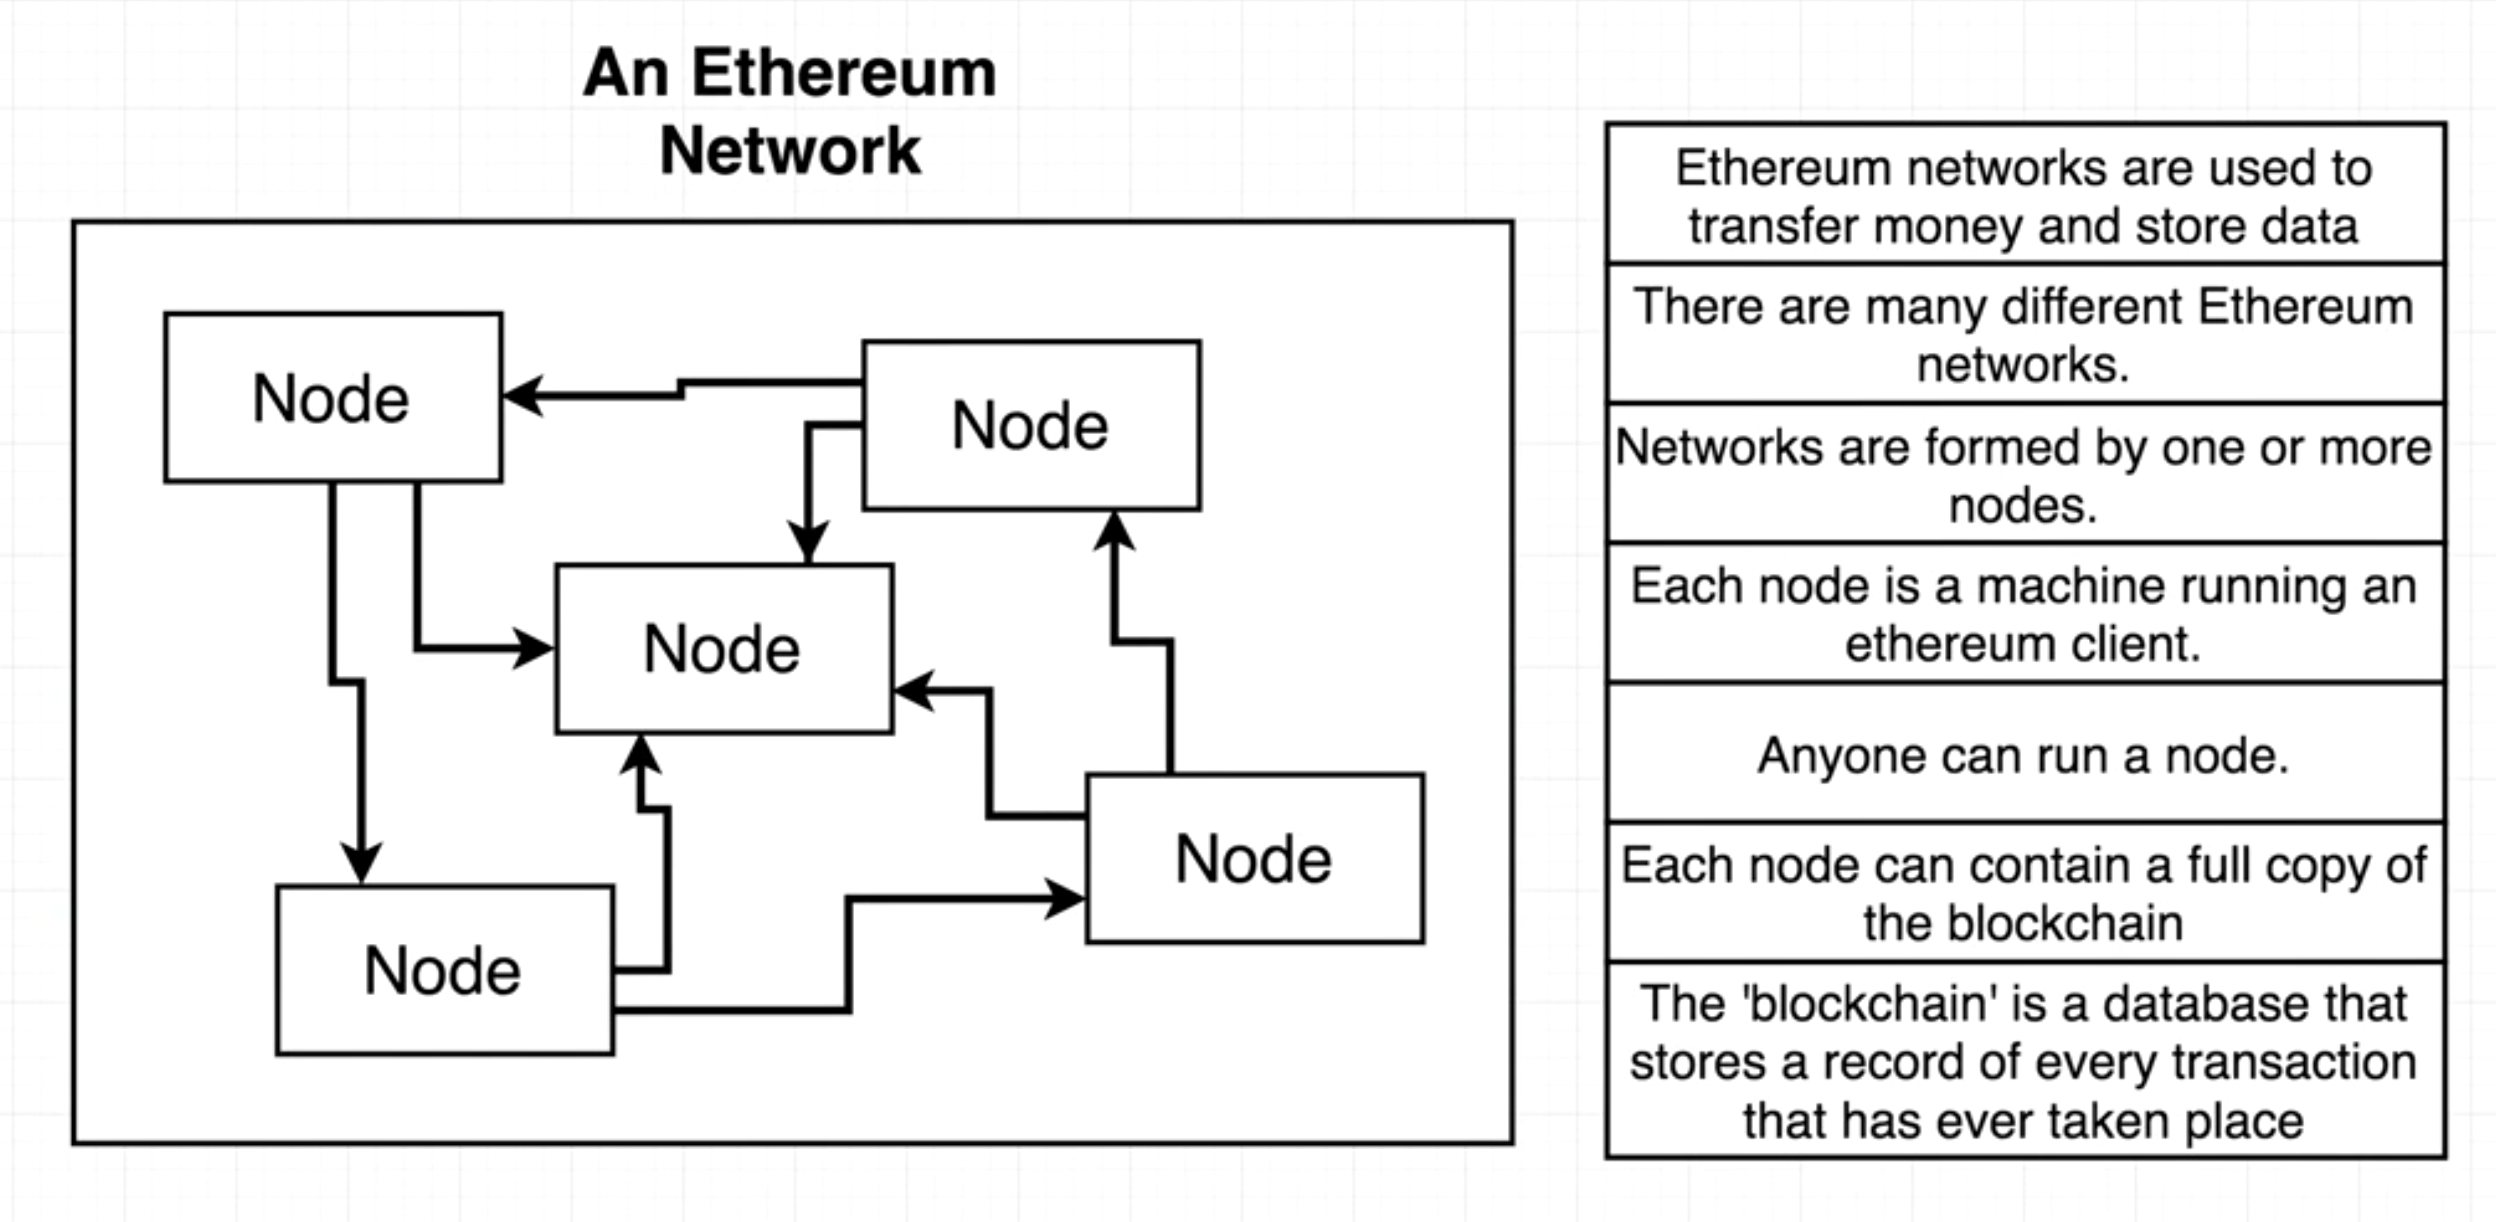 An Ethereum
Network
Node
Node
Node
Node
Node
Ethereum networks are used to
transfer money and store data
There are many different Ethereum
networks.
Networks are formed by one or more
nodes.
Each node is a machine running an
ethereum client.
Anyone can run a node.
Each node can contain a full copy of
the blockchain
The 'blockchain' is a database that
stores a record of every transaction
that has ever taken place